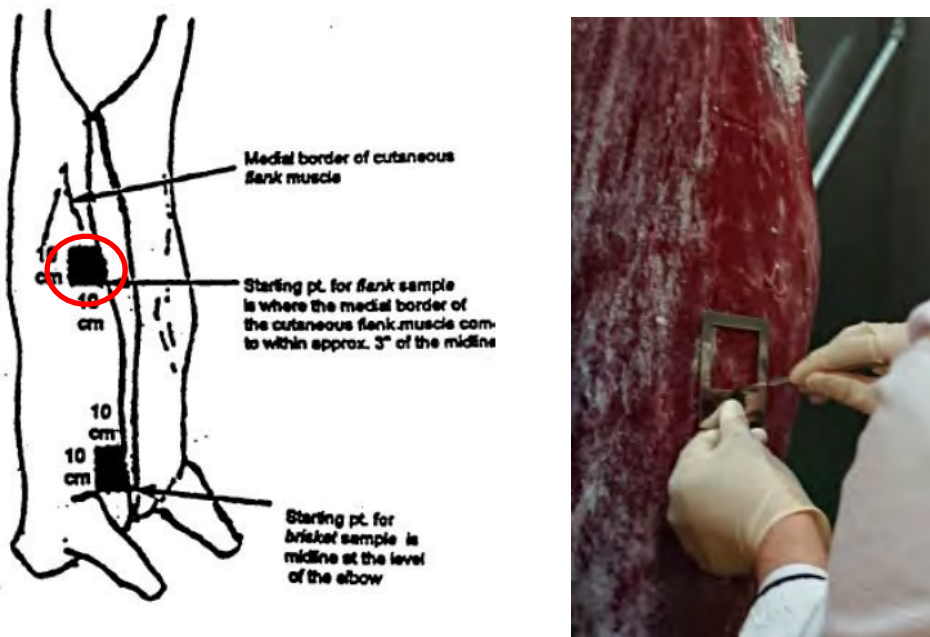 Medial border of cutaneous
flank muscle
cm
10
cm
Starting pt. for flank sample
is where the medial border of
the cutaneous flank muscle com-
to within approx. 3" of the midline
10
cm
10
cm
Starting pt. for
brisket sample is
midline at the level
of the elbow